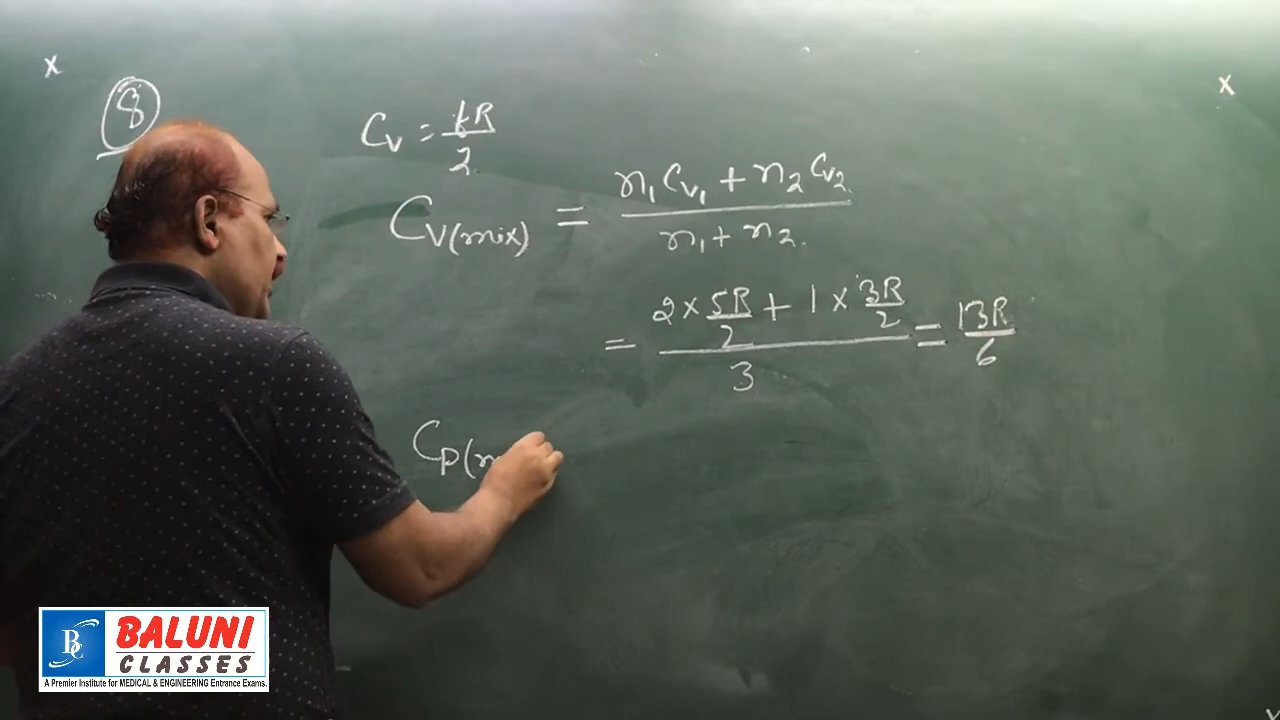 x
x
8
Cv = fR/2
Cv(mix) = n₁Cv₁ + n₂Cv₂ / n₁ + n₂
= 2 × 5R/2 + 1 × 3R/2 / 3 = 13R/6
Cp(m
BC
BALUNI
CLASSES
A Premier Institute for MEDICAL & ENGINEERING Entrance Exams.